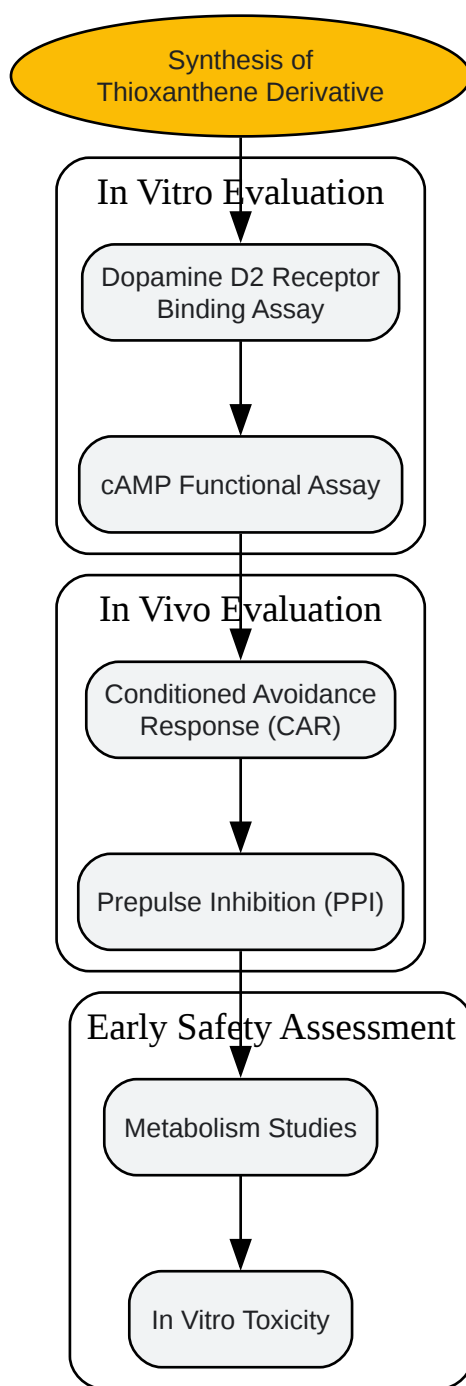 Synthesis of
Thioxanthene Derivative
In Vitro Evaluation
Dopamine D2 Receptor
Binding Assay
cAMP Functional Assay
In Vivo Evaluation
Conditioned Avoidance
Response (CAR)
Prepulse Inhibition (PPI)
Early Safety Assessment
Metabolism Studies
In Vitro Toxicity